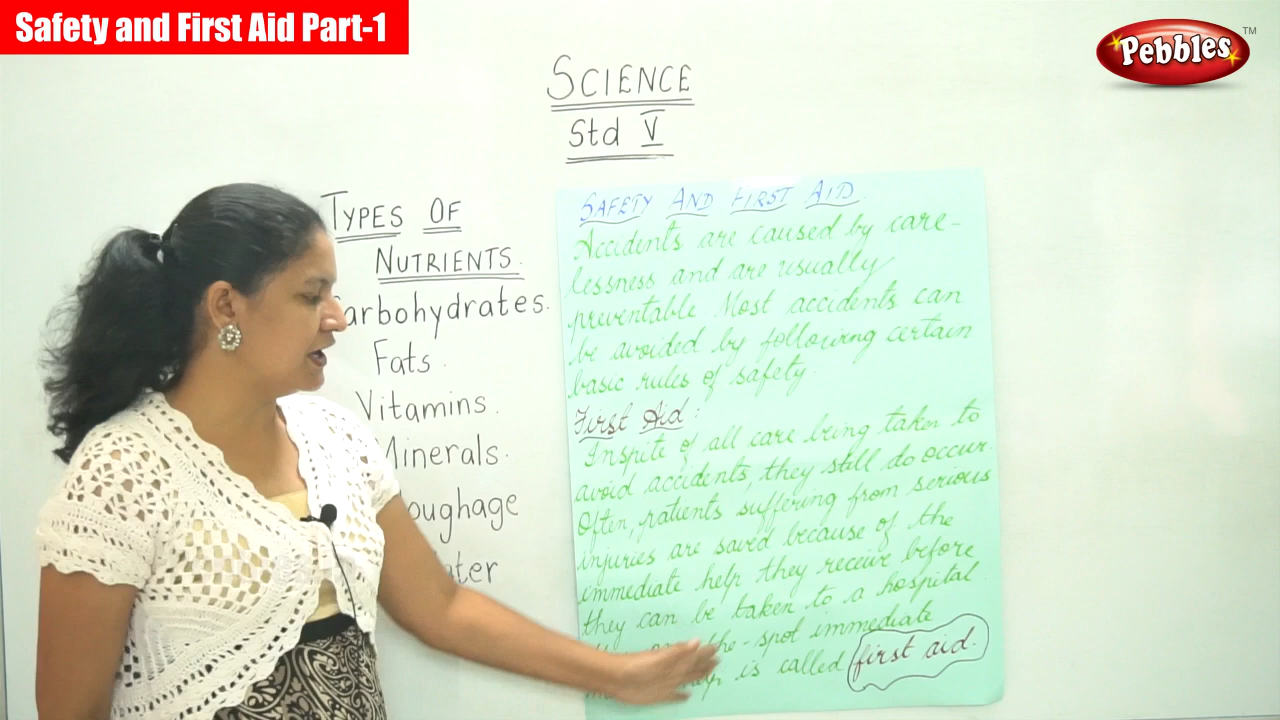 Safety and First Aid Part-1
Pebbles TM
SCIENCE
Std V
TYPES OF
NUTRIENTS.
arbohydrates.
Fats.
Vitamins.
Minerals.
oughage
ater
SAFETY AND FIRST AID
Accidents are caused by care-
lessness and are usually
preventable Most accidents can
be avoided by following certain
basic rules of safety.
First Aid:
Inspite of all care being taken to
avoid accidents, they still do occur.
Often, patients suffering from serious
injuries are saved because of the
immediate help they receive before
they can be taken to a hospital
the-spot immediate
is called first aid.